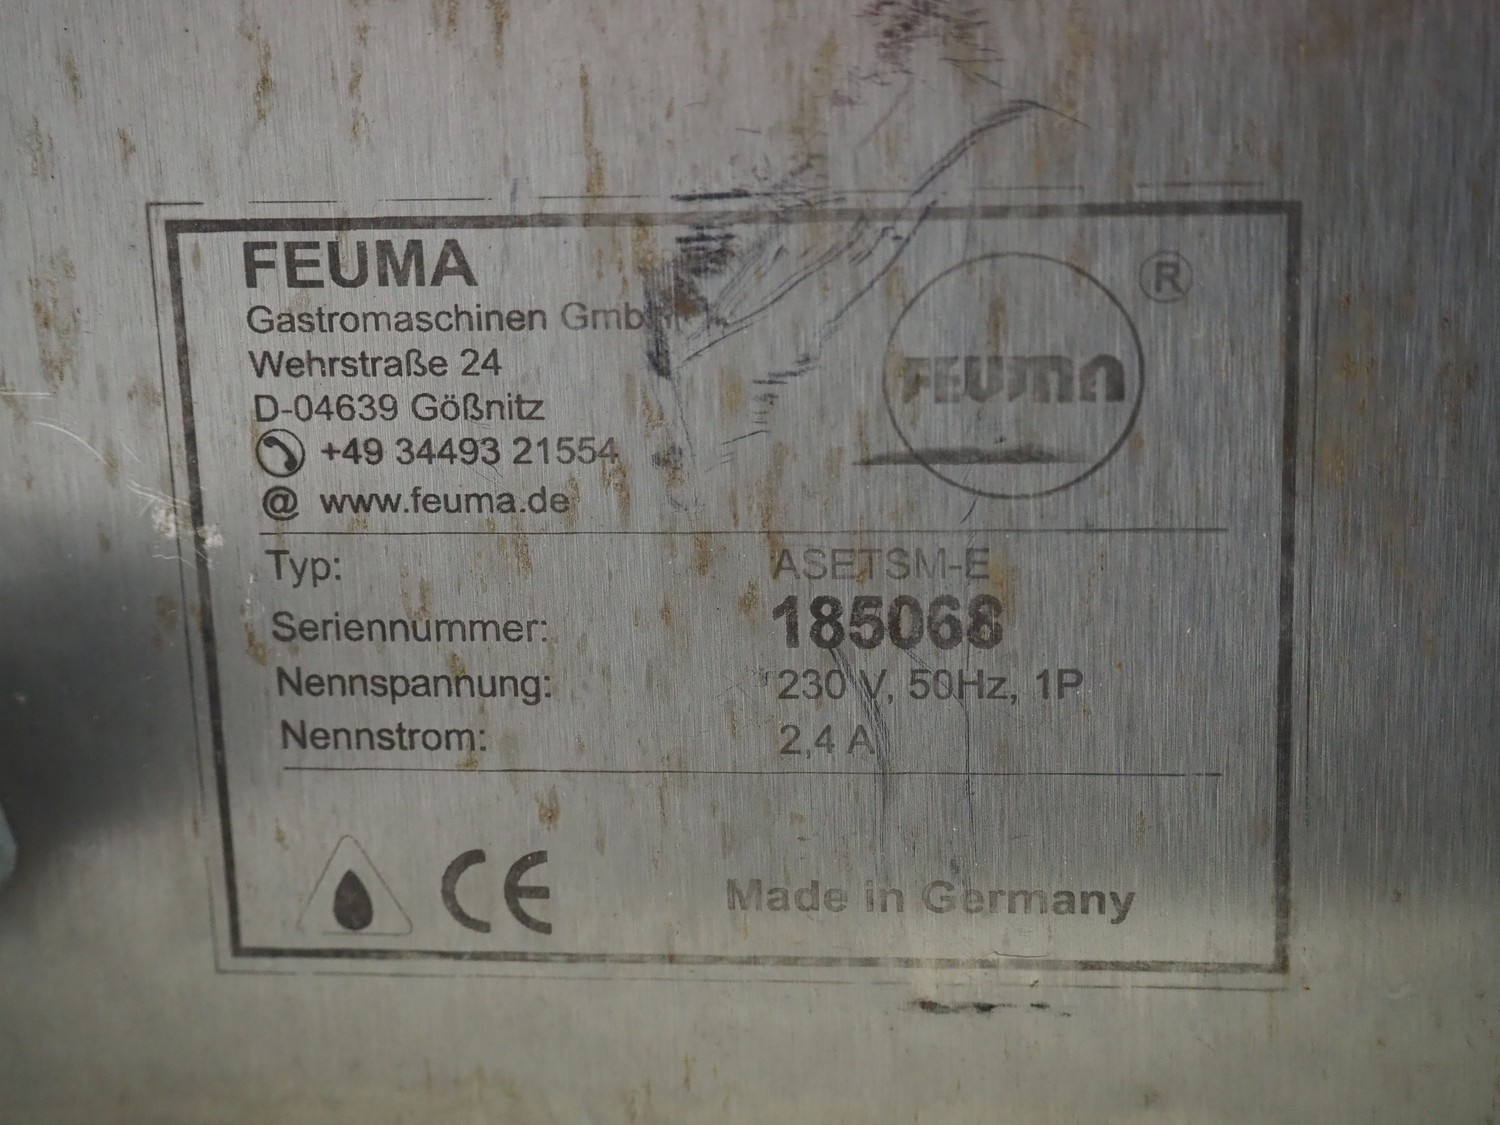 FEUMA
Gastromaschinen GmbH
Wehrstraße 24
D-04639 Gößnitz
+49 34493 21554
@ www.feuma.de
FEUMA ®
Typ: ASETSM-E
Seriennummer: 185068
Nennspannung: 230 V, 50Hz, 1P
Nennstrom: 2,4 A
CE Made in Germany